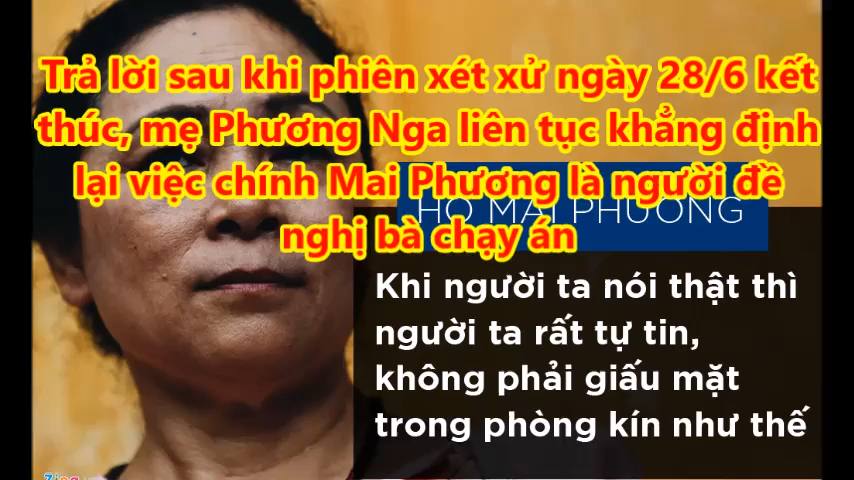 Trả lời sau khi phiên xét xử ngày 28/6 kết
thúc, mẹ Phương Nga liên tục khẳng định
lại việc chính Mai Phương là người đề
nghị bà chạy án
HỌ MAI PHƯƠNG
Khi người ta nói thật thì
người ta rất tự tin,
không phải giấu mặt
trong phòng kín như thế
Zing